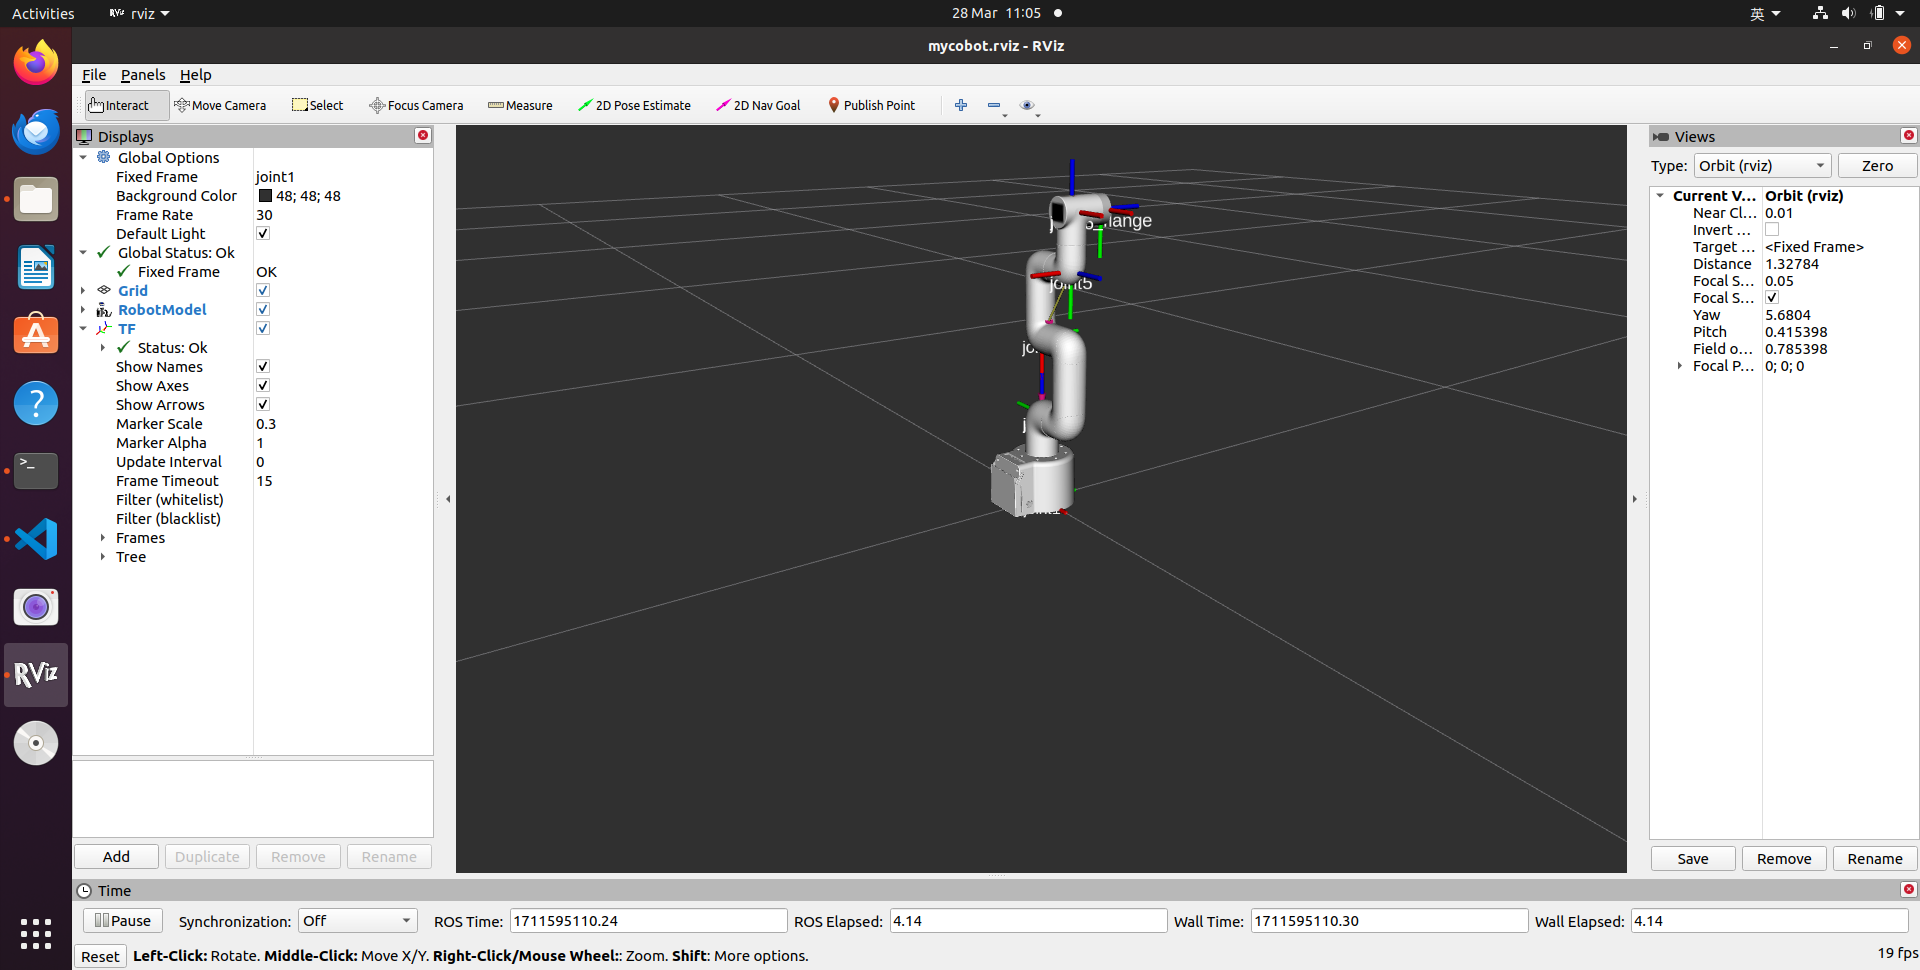 Activities
RViz rviz
28 Mar 11:05
英
mycobot.rviz - RViz
File Panels Help
Interact Move Camera Select Focus Camera Measure 2D Pose Estimate 2D Nav Goal Publish Point
Displays
Global Options
Fixed Frame joint1
Background Color 48; 48; 48
Frame Rate 30
Default Light
Global Status: Ok
Fixed Frame OK
Grid
RobotModel
TF
Status: Ok
Show Names
Show Axes
Show Arrows
Marker Scale 0.3
Marker Alpha 1
Update Interval 0
Frame Timeout 15
Filter (whitelist)
Filter (blacklist)
Frames
Tree
Add Duplicate Remove Rename
joint5
Views
Type: Orbit (rviz) Zero
Current V... Orbit (rviz)
Near Cl... 0.01
Invert ...
Target ... <Fixed Frame>
Distance 1.32784
Focal S... 0.05
Focal S...
Yaw 5.6804
Pitch 0.415398
Field o... 0.785398
Focal P... 0; 0; 0
Save Remove Rename
Time
Pause Synchronization: Off ROS Time: 1711595110.24 ROS Elapsed: 4.14 Wall Time: 1711595110.30 Wall Elapsed: 4.14
Reset Left-Click: Rotate. Middle-Click: Move X/Y. Right-Click/Mouse Wheel:: Zoom. Shift: More options. 19 fps
RViz